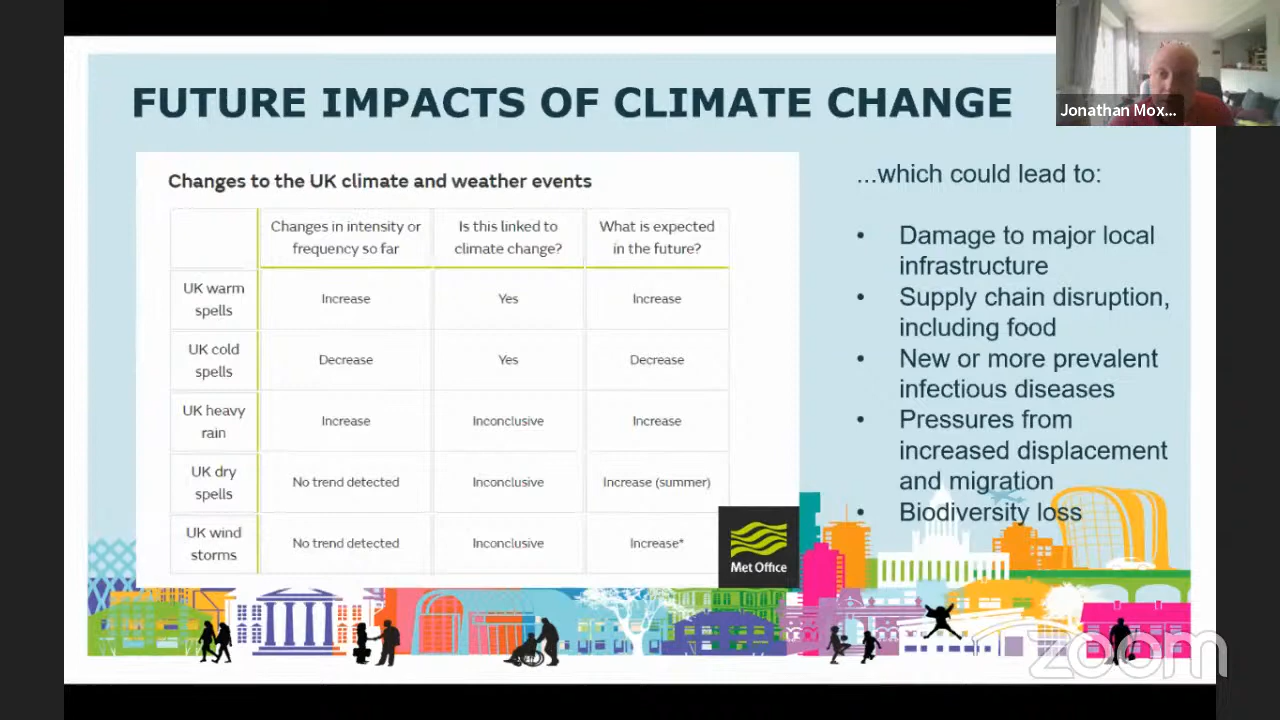 FUTURE IMPACTS OF CLIMATE CHANGE
Jonathan Mox...
Changes to the UK climate and weather events
Changes in intensity or
frequency so far
Is this linked to
climate change?
What is expected
in the future?
UK warm
spells
Increase
Yes
Increase
UK cold
spells
Decrease
Yes
Decrease
UK heavy
rain
Increase
Inconclusive
Increase
UK dry
spells
No trend detected
Inconclusive
Increase (summer)
UK wind
storms
No trend detected
Inconclusive
Increase*
Met Office
...which could lead to:
• Damage to major local
infrastructure
• Supply chain disruption,
including food
• New or more prevalent
infectious diseases
• Pressures from
increased displacement
and migration
• Biodiversity loss
zoom